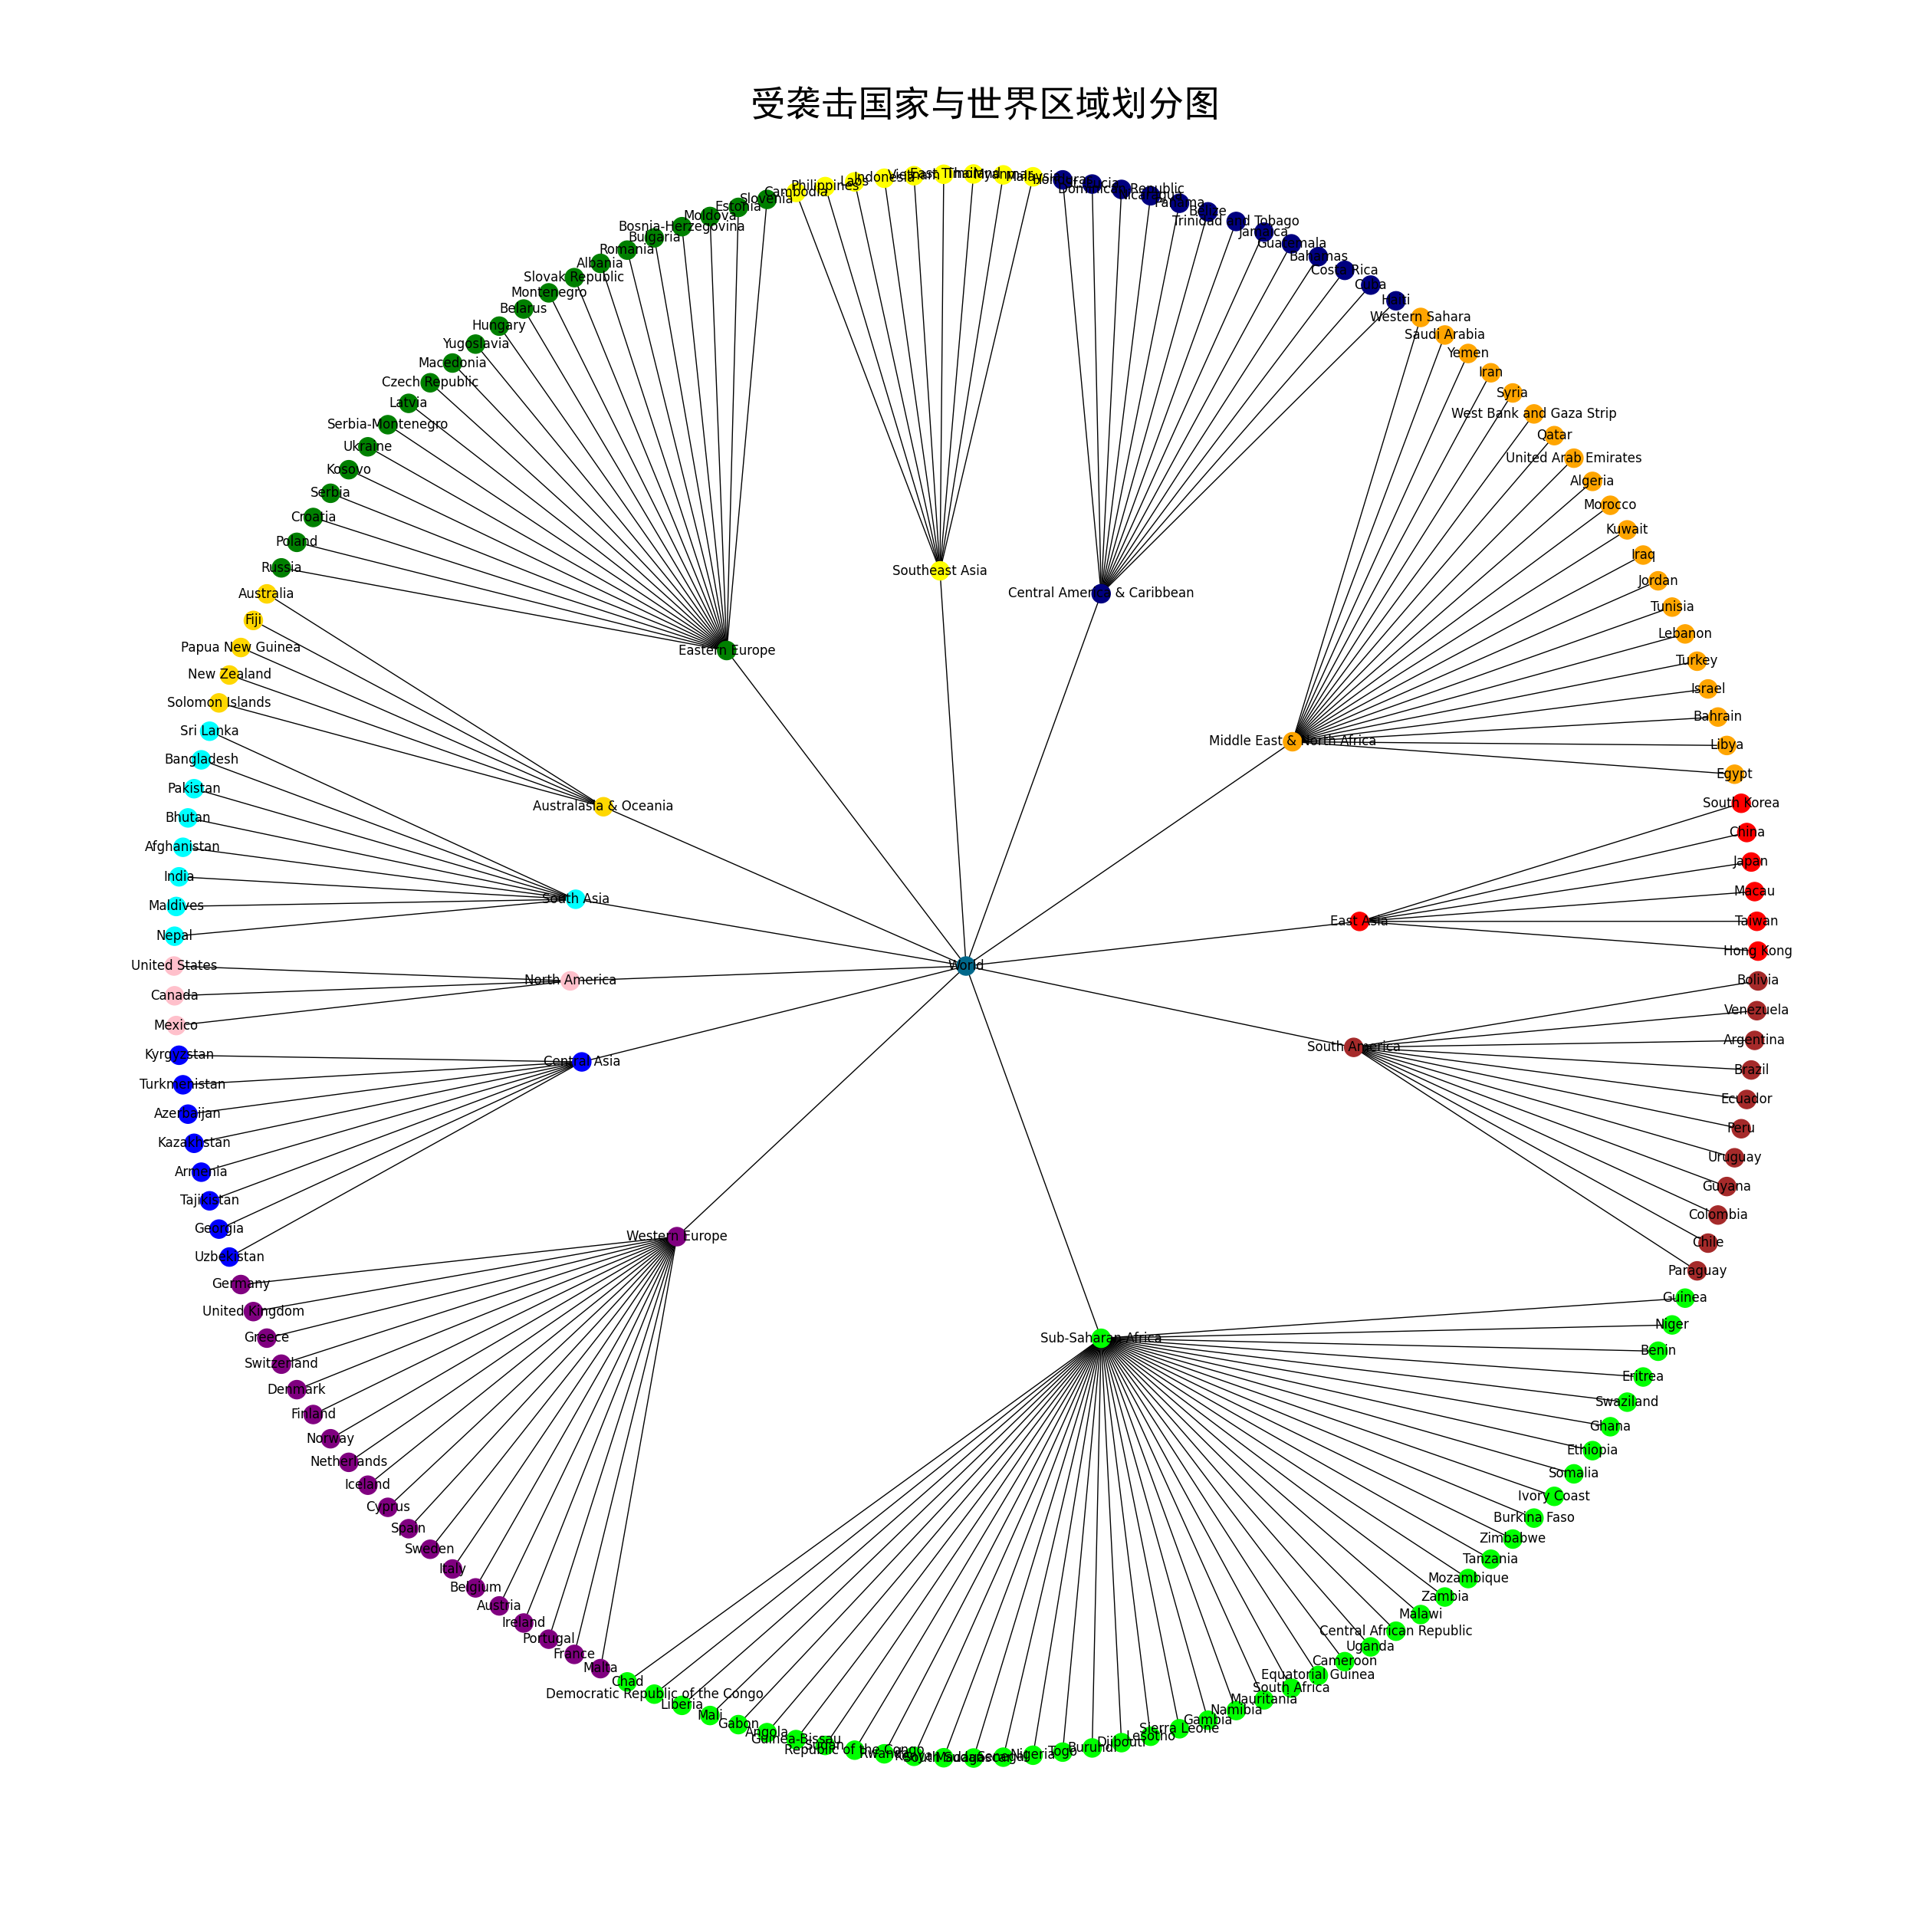 受袭击国家与世界区域划分图
Cambodia
Philippines
Laos
Indonesia
Vietnam
East Timor
Thailand
Myanmar
Malaysia
Honduras
Dominican Republic
Nicaragua
Panama
Belize
Trinidad and Tobago
Jamaica
Guatemala
Bahamas
Costa Rica
Cuba
Haiti
Western Sahara
Saudi Arabia
Yemen
Iran
Syria
West Bank and Gaza Strip
Qatar
United Arab Emirates
Algeria
Morocco
Kuwait
Iraq
Jordan
Tunisia
Lebanon
Turkey
Israel
Bahrain
Libya
Egypt
South Korea
China
Japan
Macau
Taiwan
Hong Kong
Bolivia
Venezuela
Argentina
Brazil
Ecuador
Peru
Uruguay
Guyana
Colombia
Chile
Paraguay
Guinea
Niger
Benin
Eritrea
Swaziland
Ghana
Ethiopia
Somalia
Ivory Coast
Burkina Faso
Zimbabwe
Tanzania
Mozambique
Zambia
Malawi
Central African Republic
Uganda
Cameroon
Equatorial Guinea
South Africa
Mauritania
Namibia
Gambia
Sierra Leone
Lesotho
Djibouti
Burundi
Togo
Nigeria
Senegal
Madagascar
South Sudan
Kenya
Rwanda
Republic of the Congo
Sudan
Guinea-Bissau
Angola
Gabon
Mali
Liberia
Democratic Republic of the Congo
Chad
Malta
France
Portugal
Ireland
Austria
Belgium
Italy
Sweden
Spain
Cyprus
Iceland
Netherlands
Norway
Finland
Denmark
Switzerland
Greece
United Kingdom
Germany
Uzbekistan
Georgia
Tajikistan
Armenia
Kazakhstan
Azerbaijan
Turkmenistan
Kyrgyzstan
Mexico
Canada
United States
Nepal
Maldives
India
Afghanistan
Bhutan
Pakistan
Bangladesh
Sri Lanka
Solomon Islands
New Zealand
Papua New Guinea
Fiji
Australia
Russia
Poland
Croatia
Serbia
Kosovo
Ukraine
Serbia-Montenegro
Latvia
Czech Republic
Macedonia
Yugoslavia
Hungary
Belarus
Montenegro
Slovak Republic
Albania
Romania
Bulgaria
Bosnia-Herzegovina
Moldova
Estonia
Slovenia
Southeast Asia
Central America & Caribbean
Eastern Europe
Middle East & North Africa
Australasia & Oceania
South Asia
East Asia
World
North America
South America
Central Asia
Western Europe
Sub-Saharan Africa